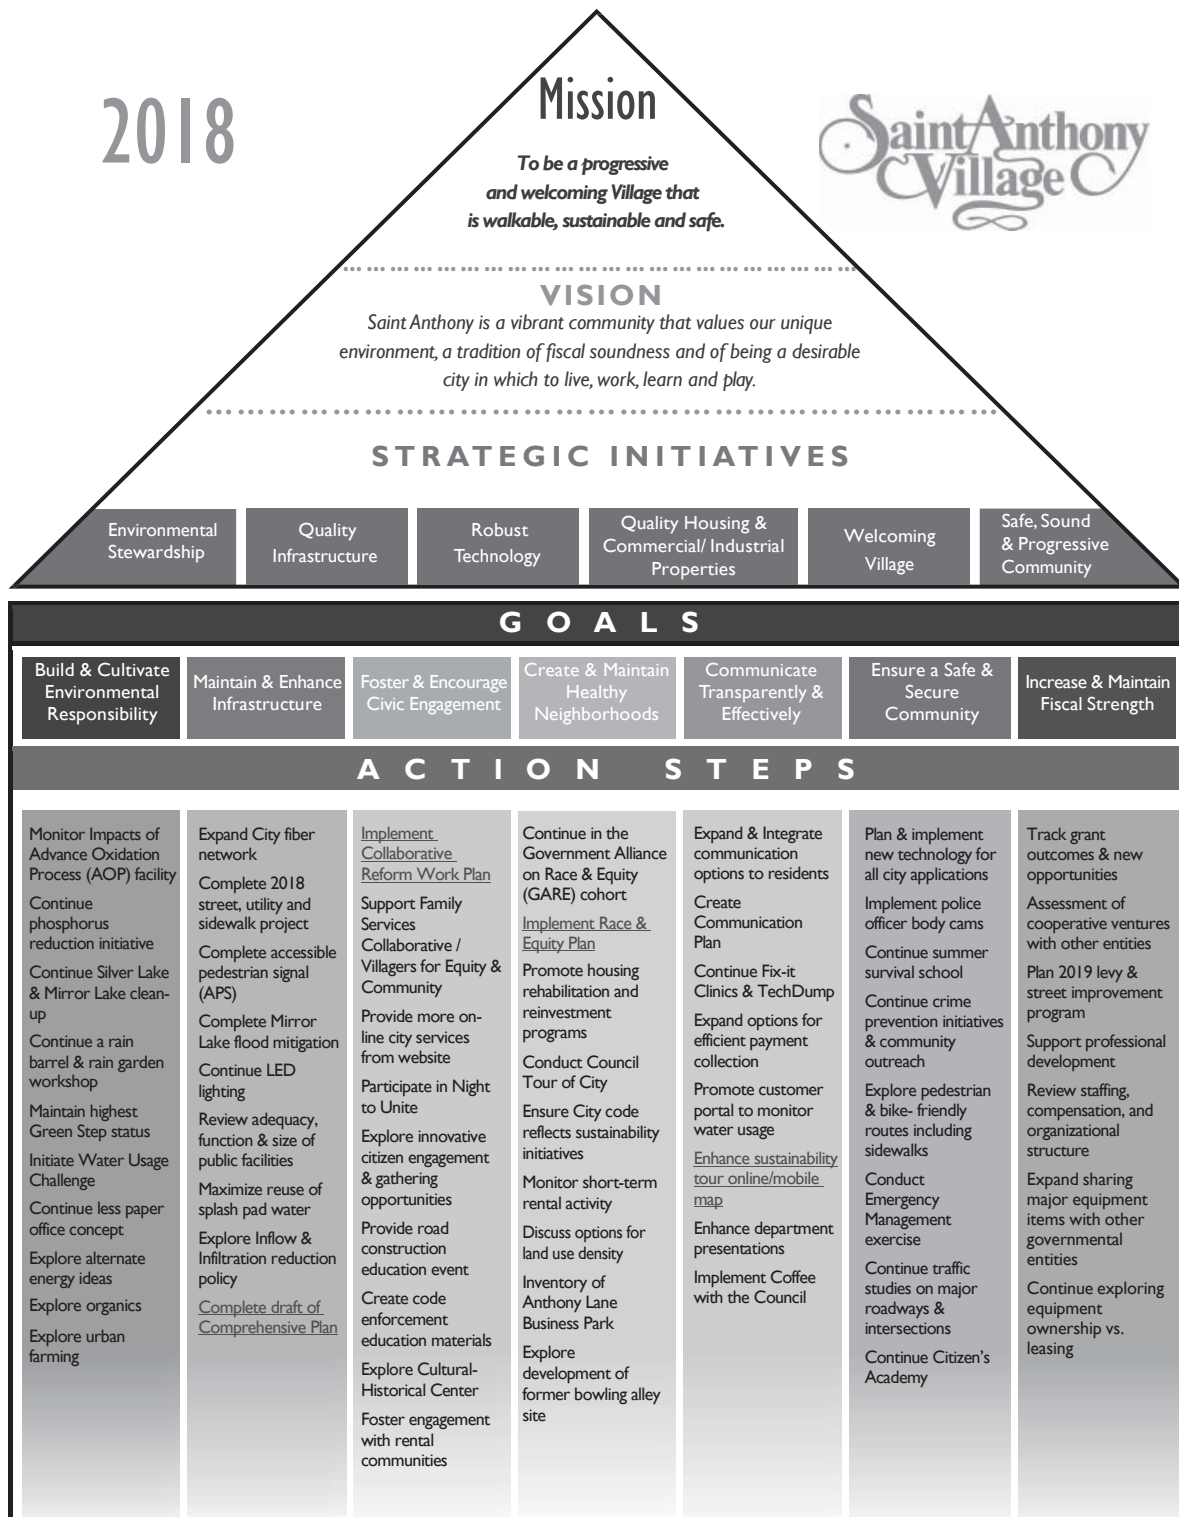 2018
Saint Anthony
Village
Mission
To be a progressive
and welcoming Village that
is walkable, sustainable and safe.
VISION
Saint Anthony is a vibrant community that values our unique
environment, a tradition of fiscal soundness and of being a desirable
city in which to live, work, learn and play.
STRATEGIC INITIATIVES
Environmental
Stewardship
Quality
Infrastructure
Robust
Technology
Quality Housing &
Commercial/ Industrial
Properties
Welcoming
Village
Safe, Sound
& Progressive
Community
GOALS
Build & Cultivate
Environmental
Responsibility
Maintain & Enhance
Infrastructure
Foster & Encourage
Civic Engagement
Create & Maintain
Healthy
Neighborhoods
Communicate
Transparently &
Effectively
Ensure a Safe &
Secure
Community
Increase & Maintain
Fiscal Strength
ACTION STEPS
Monitor Impacts of
Advance Oxidation
Process (AOP) facility
Continue
phosphorus
reduction initiative
Continue Silver Lake
& Mirror Lake clean-
up
Continue a rain
barrel & rain garden
workshop
Maintain highest
Green Step status
Initiate Water Usage
Challenge
Continue less paper
office concept
Explore alternate
energy ideas
Explore organics
Explore urban
farming
Expand City fiber
network
Complete 2018
street, utility and
sidewalk project
Complete accessible
pedestrian signal
(APS)
Complete Mirror
Lake flood mitigation
Continue LED
lighting
Review adequacy,
function & size of
public facilities
Maximize reuse of
splash pad water
Explore Inflow &
Infiltration reduction
policy
Complete draft of
Comprehensive Plan
Implement
Collaborative
Reform Work Plan
Support Family
Services
Collaborative /
Villagers for Equity &
Community
Provide more on-
line city services
from website
Participate in Night
to Unite
Explore innovative
citizen engagement
& gathering
opportunities
Provide road
construction
education event
Create code
enforcement
education materials
Explore Cultural-
Historical Center
Foster engagement
with rental
communities
Continue in the
Government Alliance
on Race & Equity
(GARE) cohort
Implement Race &
Equity Plan
Promote housing
rehabilitation and
reinvestment
programs
Conduct Council
Tour of City
Ensure City code
reflects sustainability
initiatives
Monitor short-term
rental activity
Discuss options for
land use density
Inventory of
Anthony Lane
Business Park
Explore
development of
former bowling alley
site
Expand & Integrate
communication
options to residents
Create
Communication
Plan
Continue Fix-it
Clinics & TechDump
Expand options for
efficient payment
collection
Promote customer
portal to monitor
water usage
Enhance sustainability
tour online/mobile
map
Enhance department
presentations
Implement Coffee
with the Council
Plan & implement
new technology for
all city applications
Implement police
officer body cams
Continue summer
survival school
Continue crime
prevention initiatives
& community
outreach
Explore pedestrian
& bike- friendly
routes including
sidewalks
Conduct
Emergency
Management
exercise
Continue traffic
studies on major
roadways &
intersections
Continue Citizen's
Academy
Track grant
outcomes & new
opportunities
Assessment of
cooperative ventures
with other entities
Plan 2019 levy &
street improvement
program
Support professional
development
Review staffing,
compensation, and
organizational
structure
Expand sharing
major equipment
items with other
governmental
entities
Continue exploring
equipment
ownership vs.
leasing